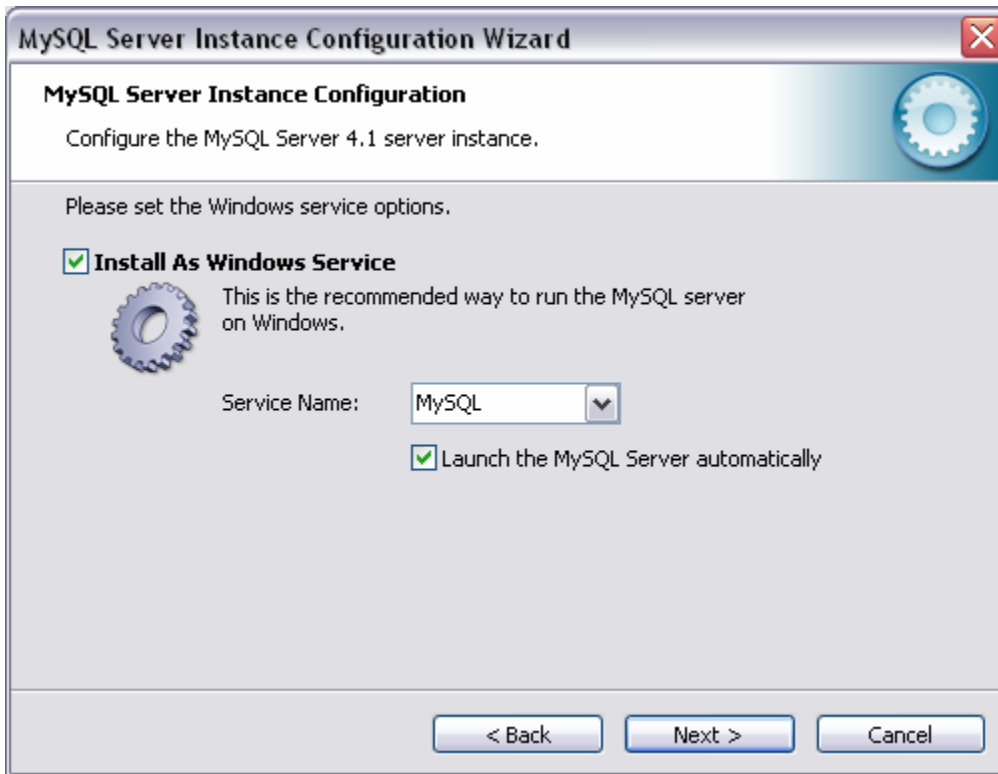 MySQL Server Instance Configuration Wizard
MySQL Server Instance Configuration
Configure the MySQL Server 4.1 server instance.
Please set the Windows service options.
Install As Windows Service
This is the recommended way to run the MySQL server
on Windows.
Service Name: MySQL
Launch the MySQL Server automatically
< Back Next > Cancel